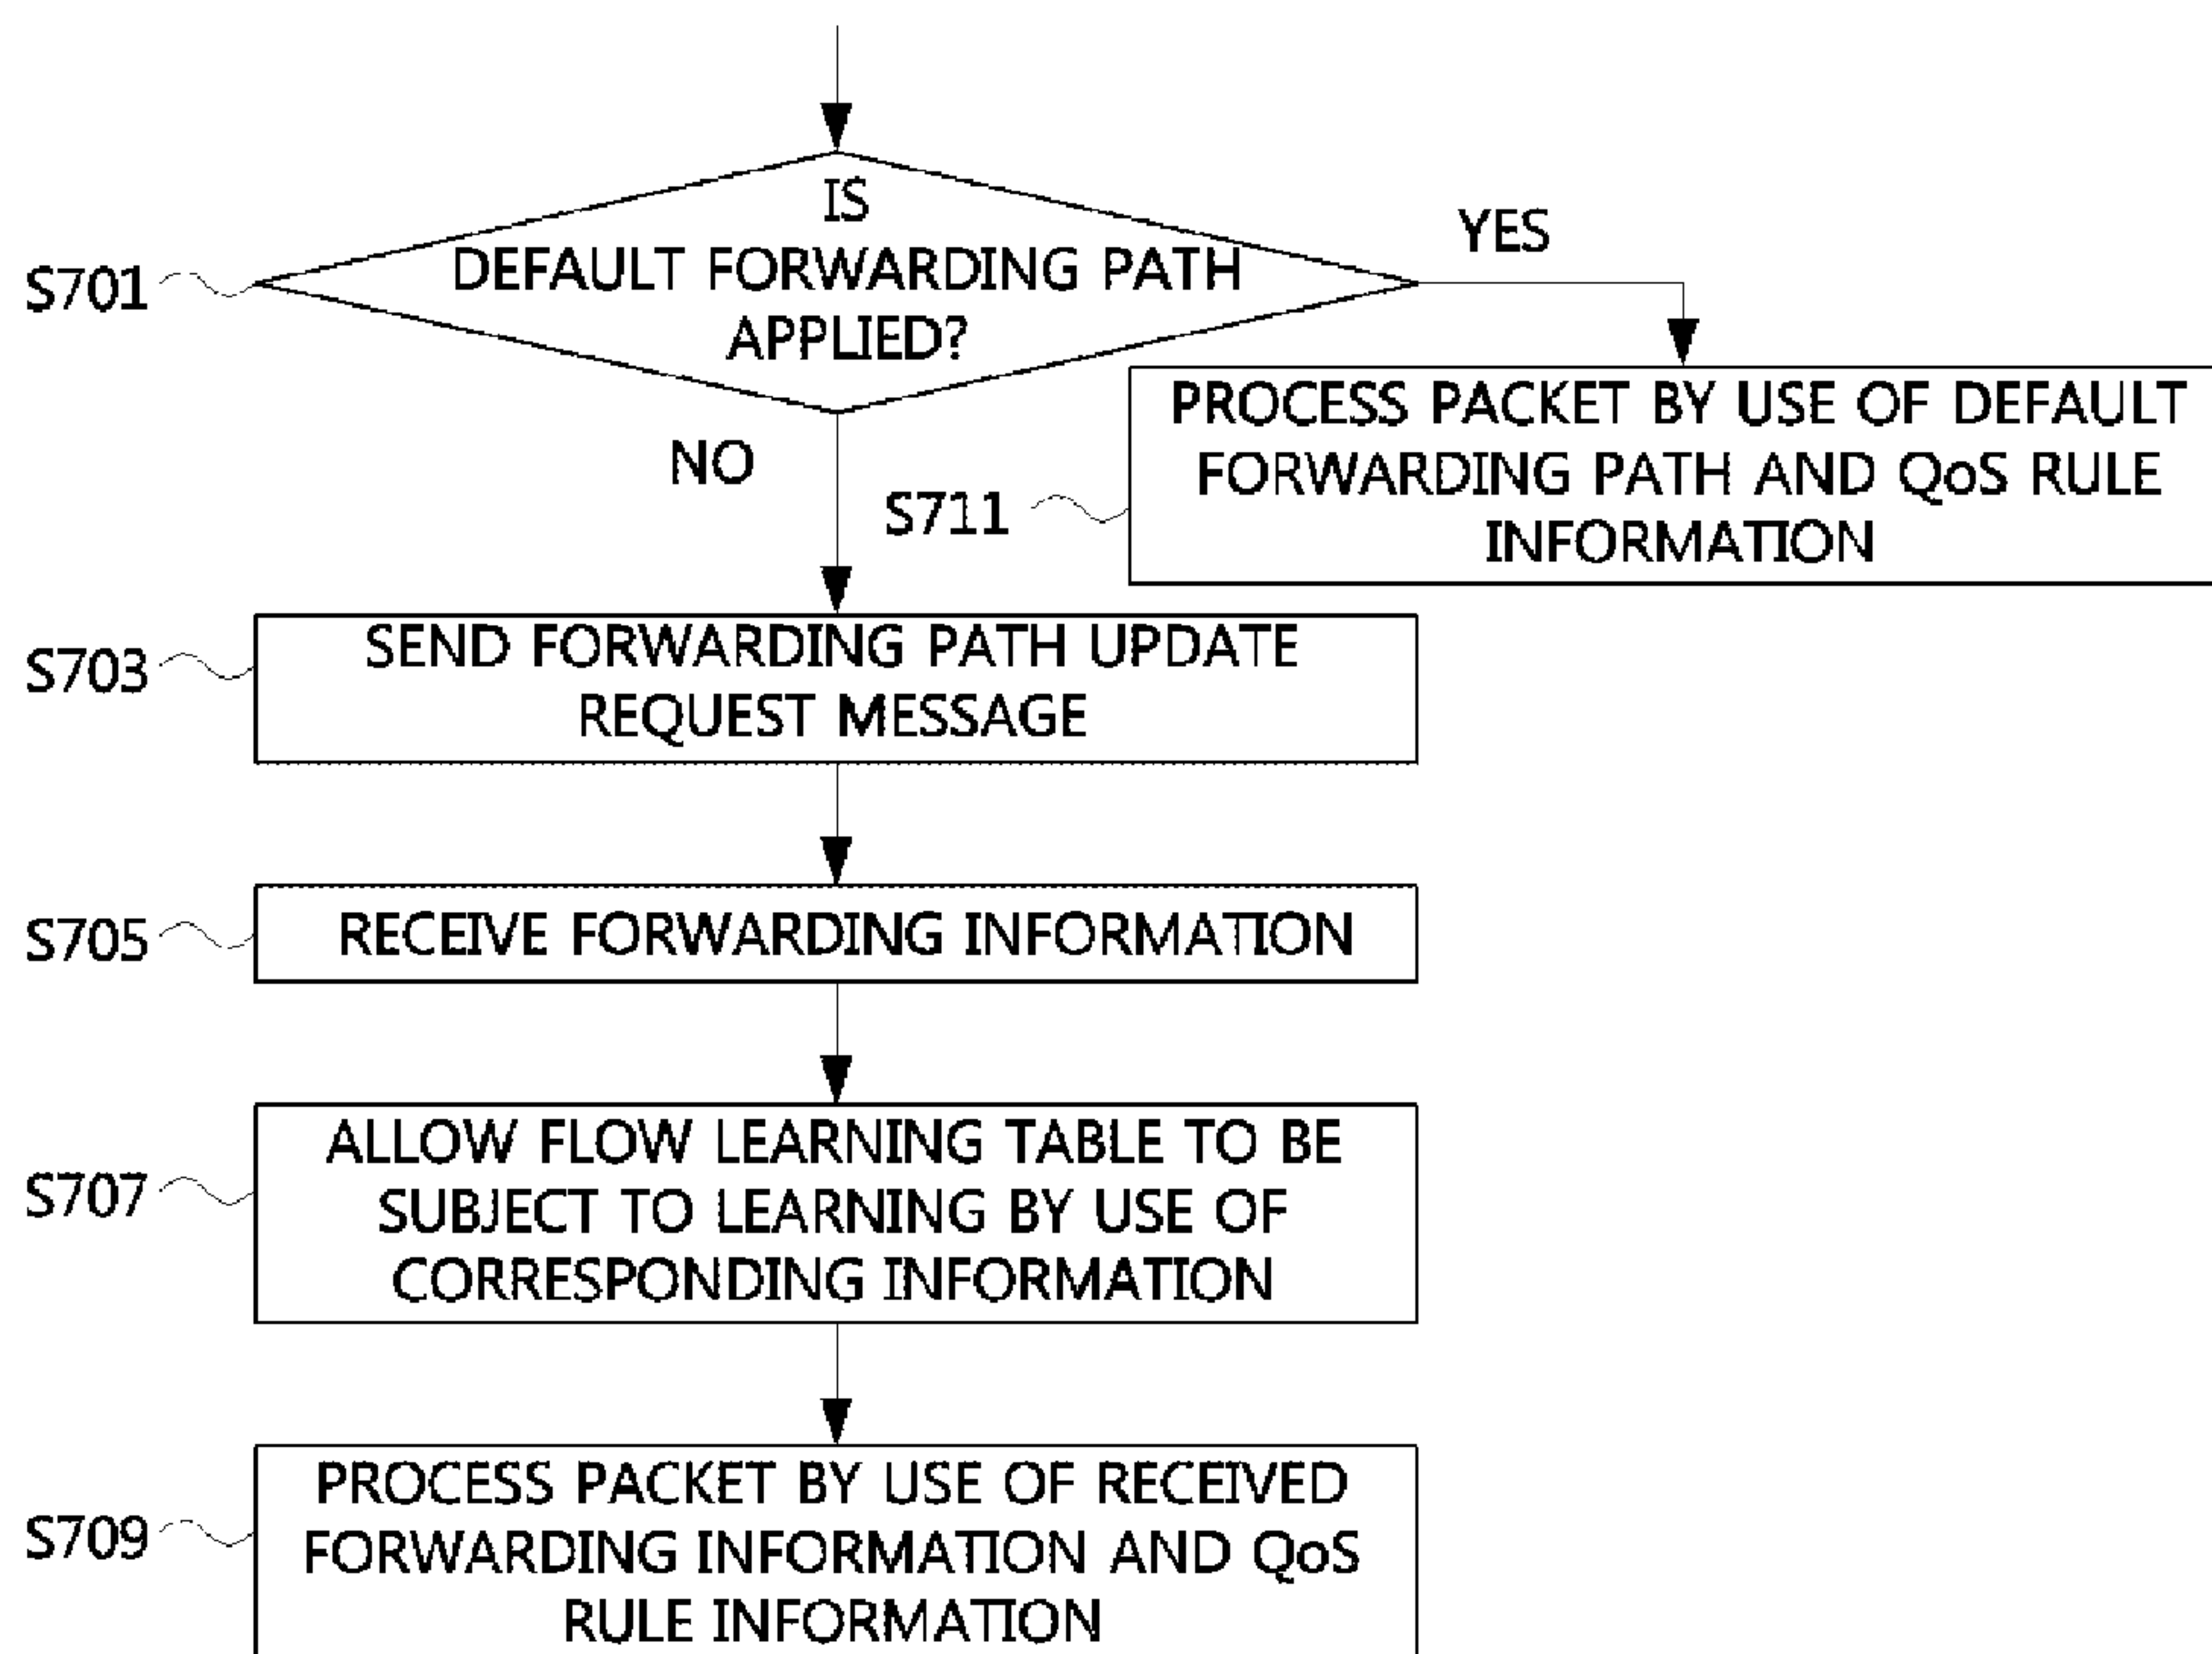 IS
DEFAULT FORWARDING PATH
APPLIED?
S701
YES
PROCESS PACKET BY USE OF DEFAULT
FORWARDING PATH AND QoS RULE
INFORMATION
S711
NO
SEND FORWARDING PATH UPDATE
REQUEST MESSAGE
S703
RECEIVE FORWARDING INFORMATION
S705
ALLOW FLOW LEARNING TABLE TO BE
SUBJECT TO LEARNING BY USE OF
CORRESPONDING INFORMATION
S707
PROCESS PACKET BY USE OF RECEIVED
FORWARDING INFORMATION AND QoS
RULE INFORMATION
S709